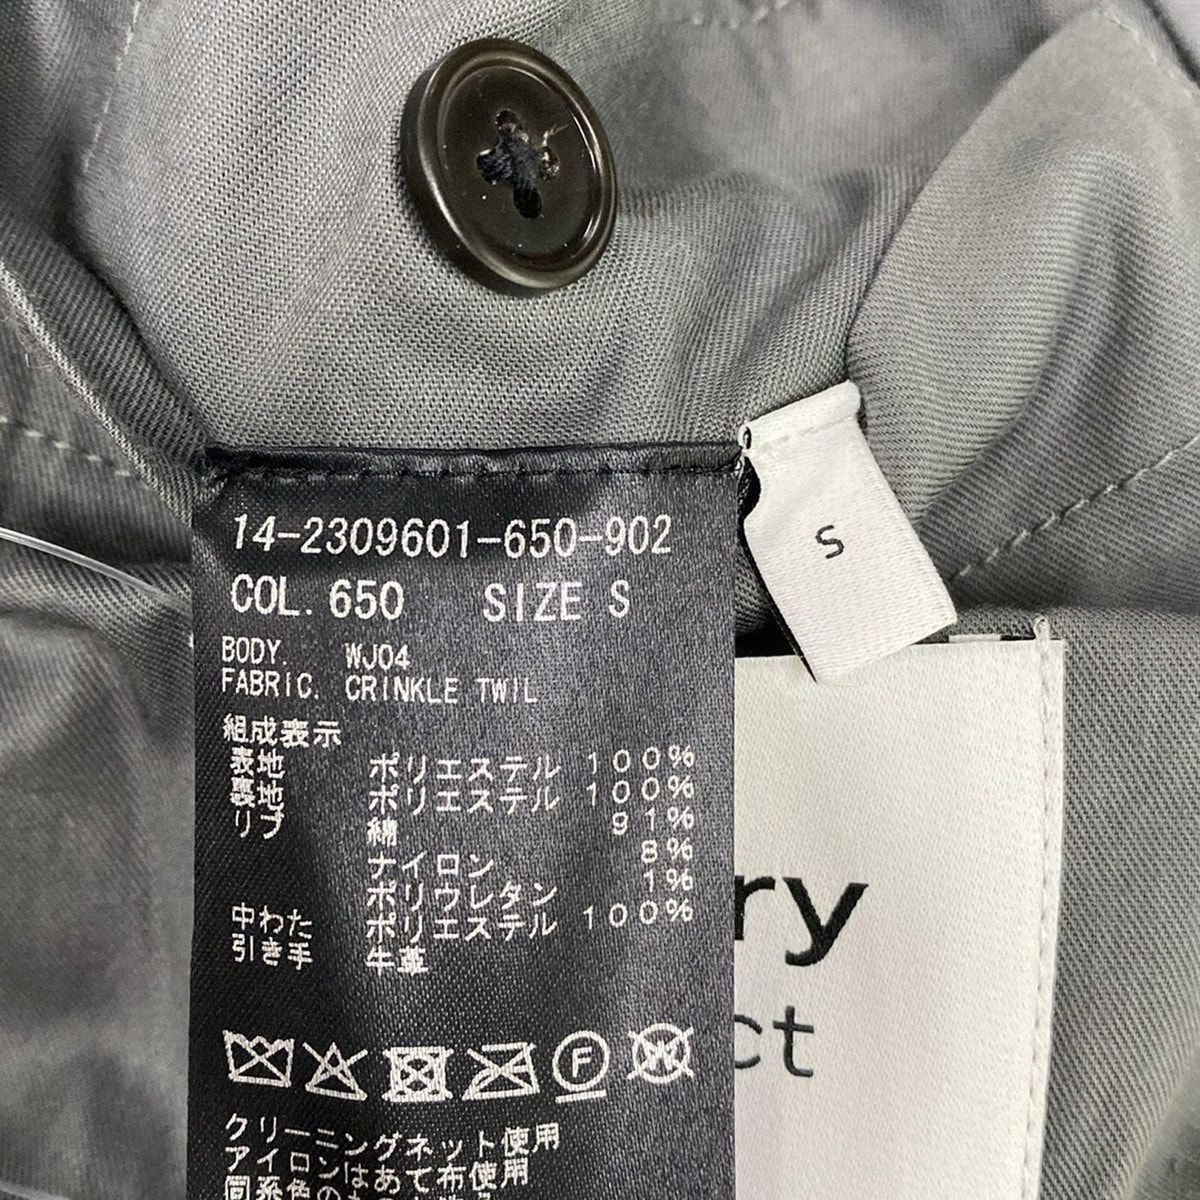 14-2309601-650-902
COL. 650 SIZE S
BODY. WJ04
FABRIC. CRINKLE TWIL
組成表示
表地 ポリエステル 100%
裏地 ポリエステル 100%
リブ 綿 91%
ナイロン 8%
ポリウレタン 1%
中わた ポリエステル 100%
引き手 牛革
F
W
クリーニングネット使用
アイロンはあて布使用
S
ry
ct